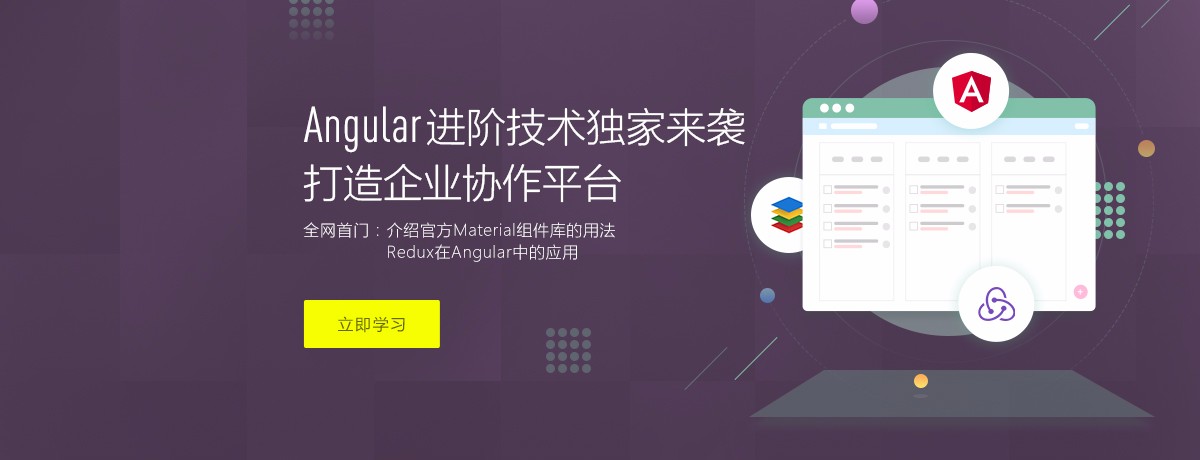 Angular进阶技术独家来袭
打造企业协作平台
全网首门：介绍官方Material组件库的用法
Redux在Angular中的应用
立即学习
A